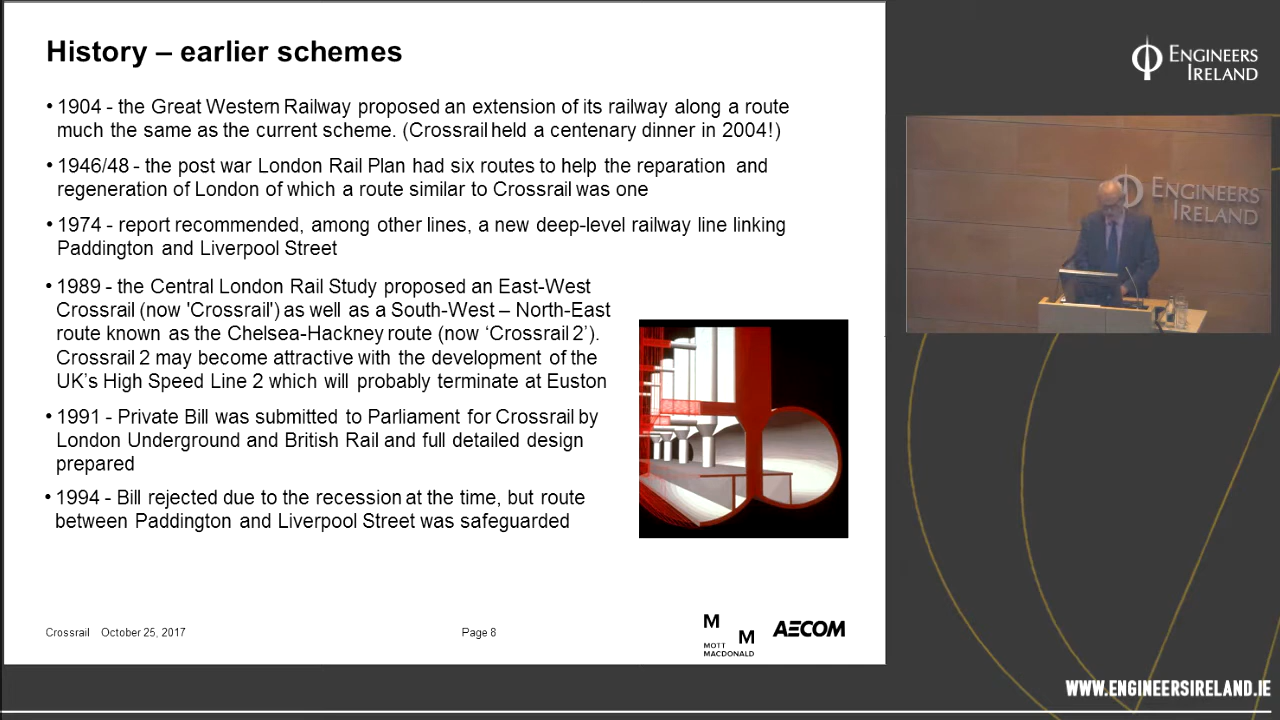 History – earlier schemes
• 1904 - the Great Western Railway proposed an extension of its railway along a route
much the same as the current scheme. (Crossrail held a centenary dinner in 2004!)
• 1946/48 - the post war London Rail Plan had six routes to help the reparation and
regeneration of London of which a route similar to Crossrail was one
• 1974 - report recommended, among other lines, a new deep-level railway line linking
Paddington and Liverpool Street
• 1989 - the Central London Rail Study proposed an East-West
Crossrail (now 'Crossrail') as well as a South-West – North-East
route known as the Chelsea-Hackney route (now ‘Crossrail 2’).
Crossrail 2 may become attractive with the development of the
UK’s High Speed Line 2 which will probably terminate at Euston
• 1991 - Private Bill was submitted to Parliament for Crossrail by
London Underground and British Rail and full detailed design
prepared
• 1994 - Bill rejected due to the recession at the time, but route
between Paddington and Liverpool Street was safeguarded
Crossrail October 25, 2017
Page 8
M
M
MOTT
MACDONALD
AECOM
ENGINEERS
IRELAND
ENGINEERS
IRELAND
WWW.ENGINEERSIRELAND.IE